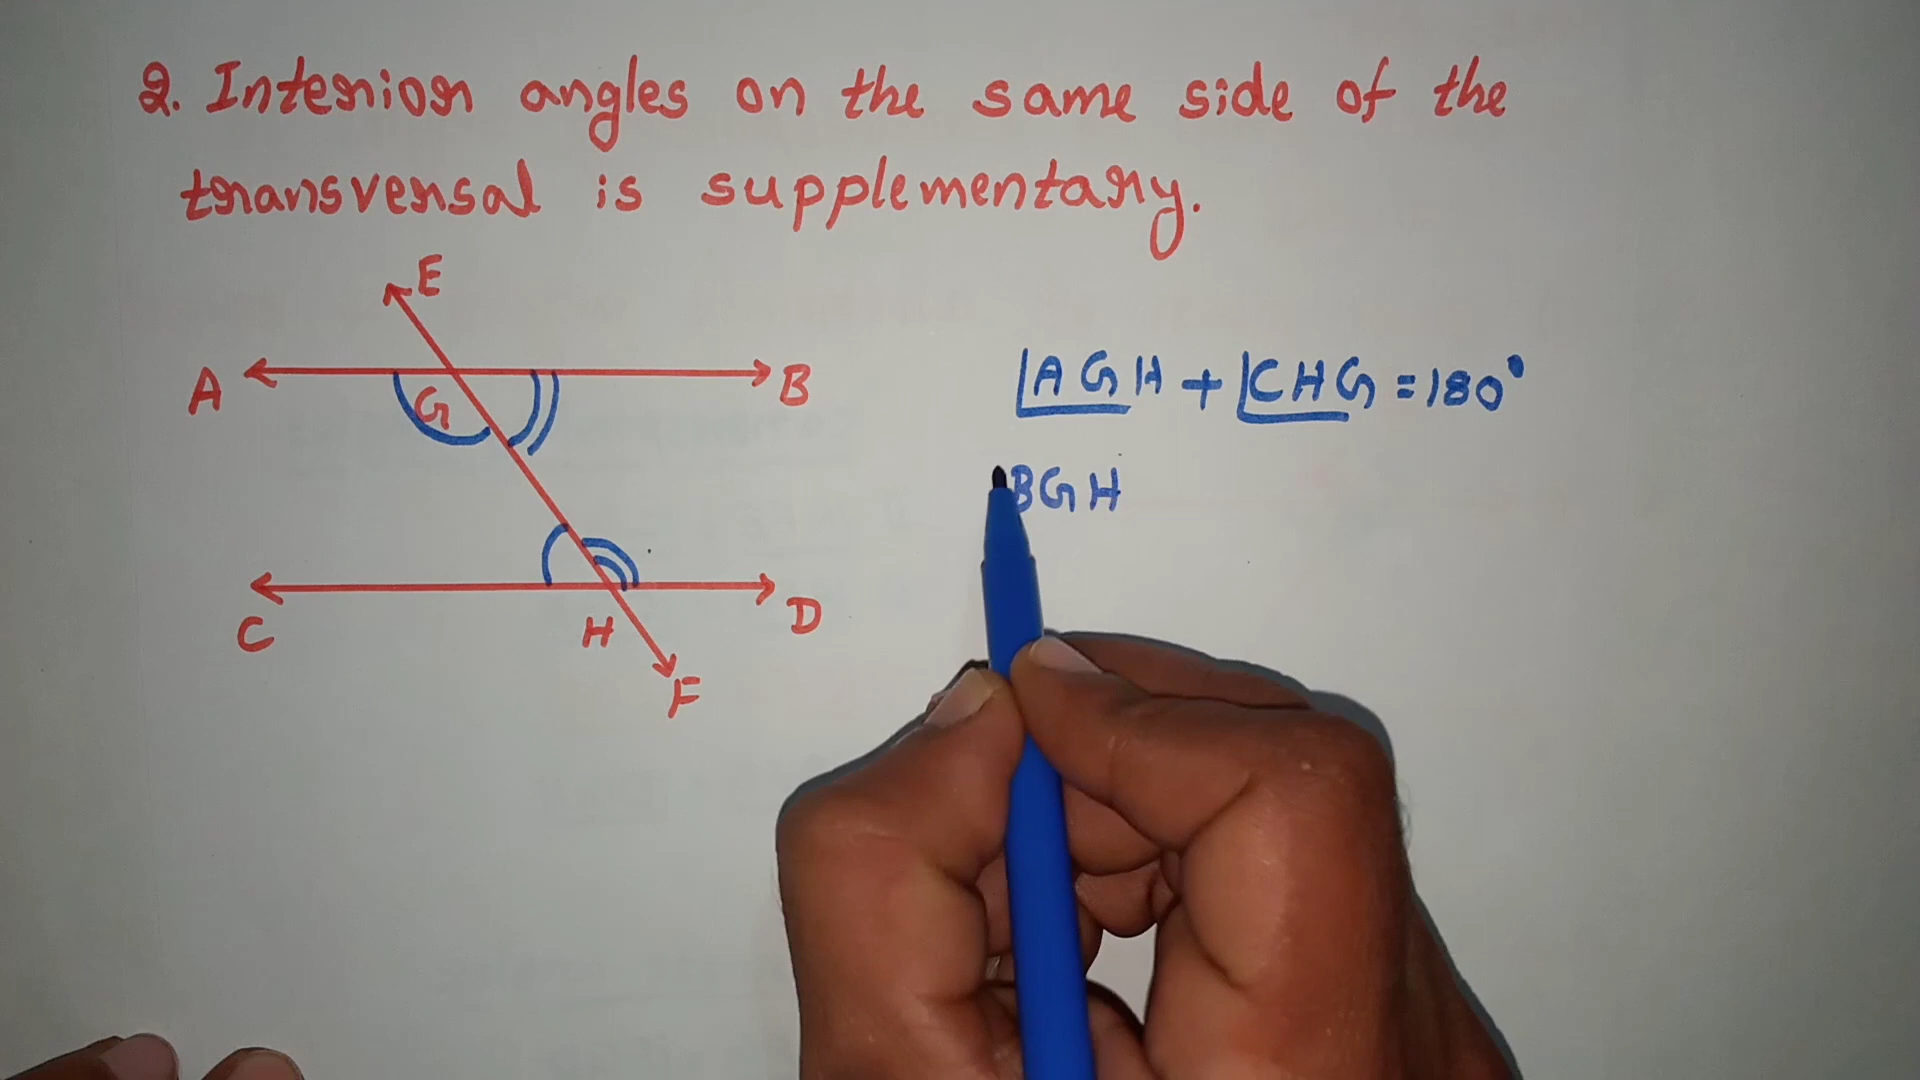 2. Interior angles on the same side of the
transversal is supplementary.
E
A B
G
C H D
F
∠AGH + ∠CHG = 180°
BGH